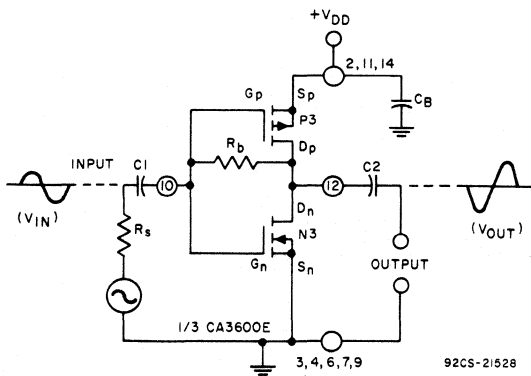 +VDD
2,11,14
Gp
Sp
CB
P3
Rb
Dp
INPUT
C1
10
12
C2
(VIN)
Dn
(VOUT)
Rs
N3
Gn
Sn
OUTPUT
1/3 CA3600E
3,4,6,7,9
92CS-21528